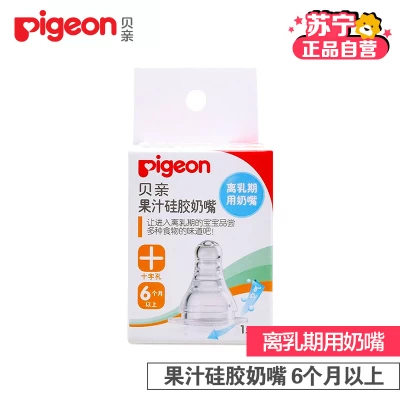 pigeon 贝亲
苏宁
正品自营
pigeon
贝亲
果汁硅胶奶嘴
离乳期
用奶嘴
让进入离乳期的宝宝品尝
多种食物的味道吧!
十字孔
6个月
以上
离乳期用奶嘴
果汁硅胶奶嘴 6个月以上